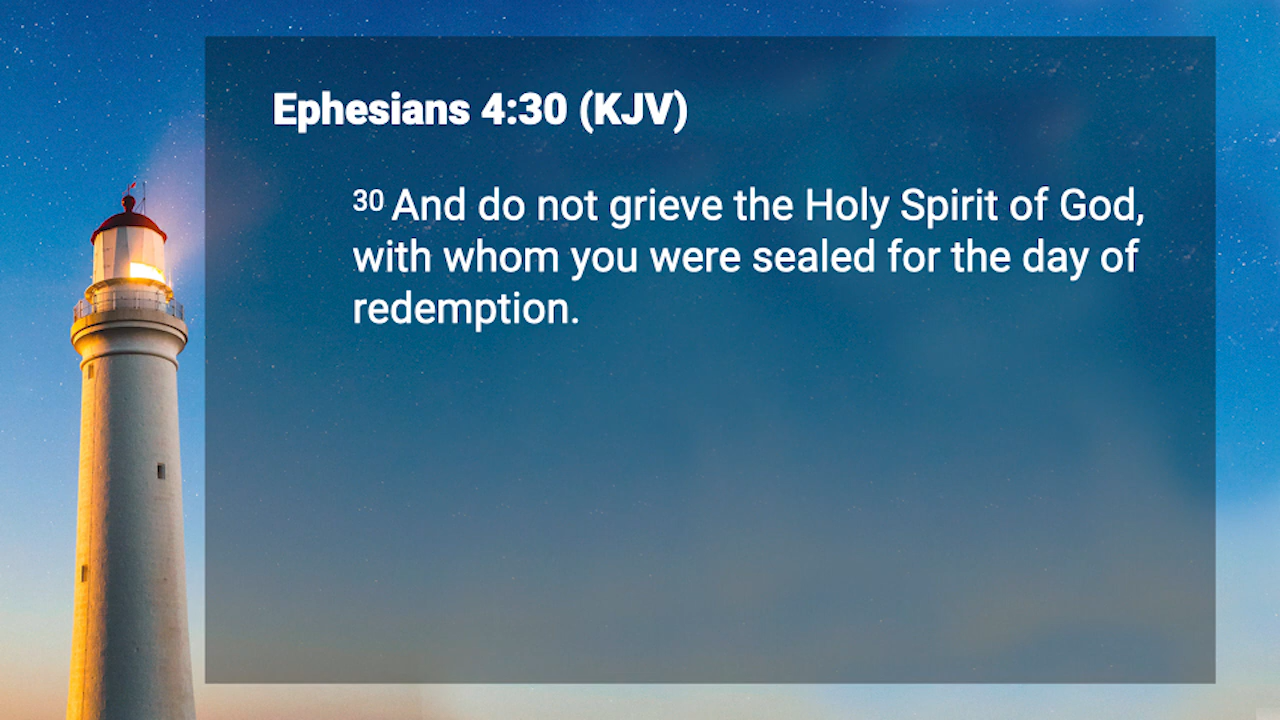 Ephesians 4:30 (KJV)
30 And do not grieve the Holy Spirit of God,
with whom you were sealed for the day of
redemption.